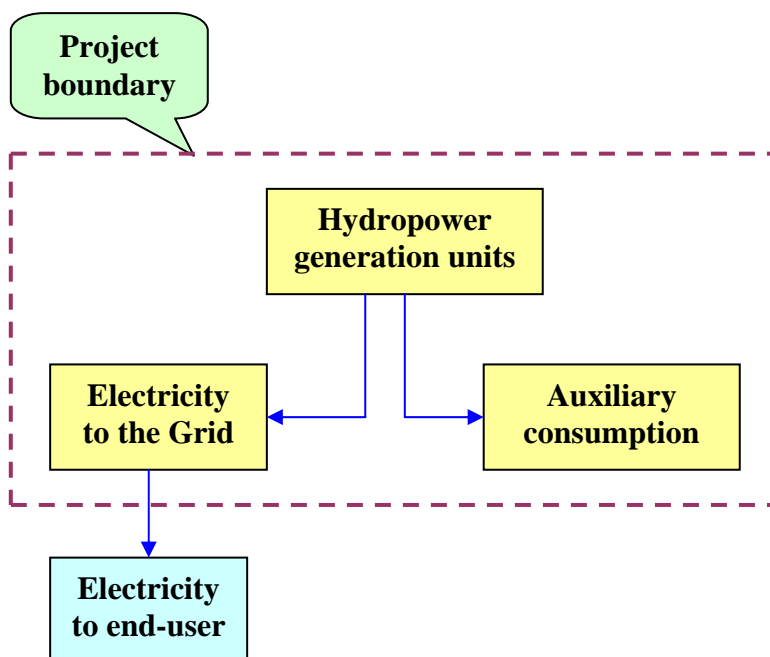 Project
boundary
Hydropower
generation units
Electricity
to the Grid
Auxiliary
consumption
Electricity
to end-user